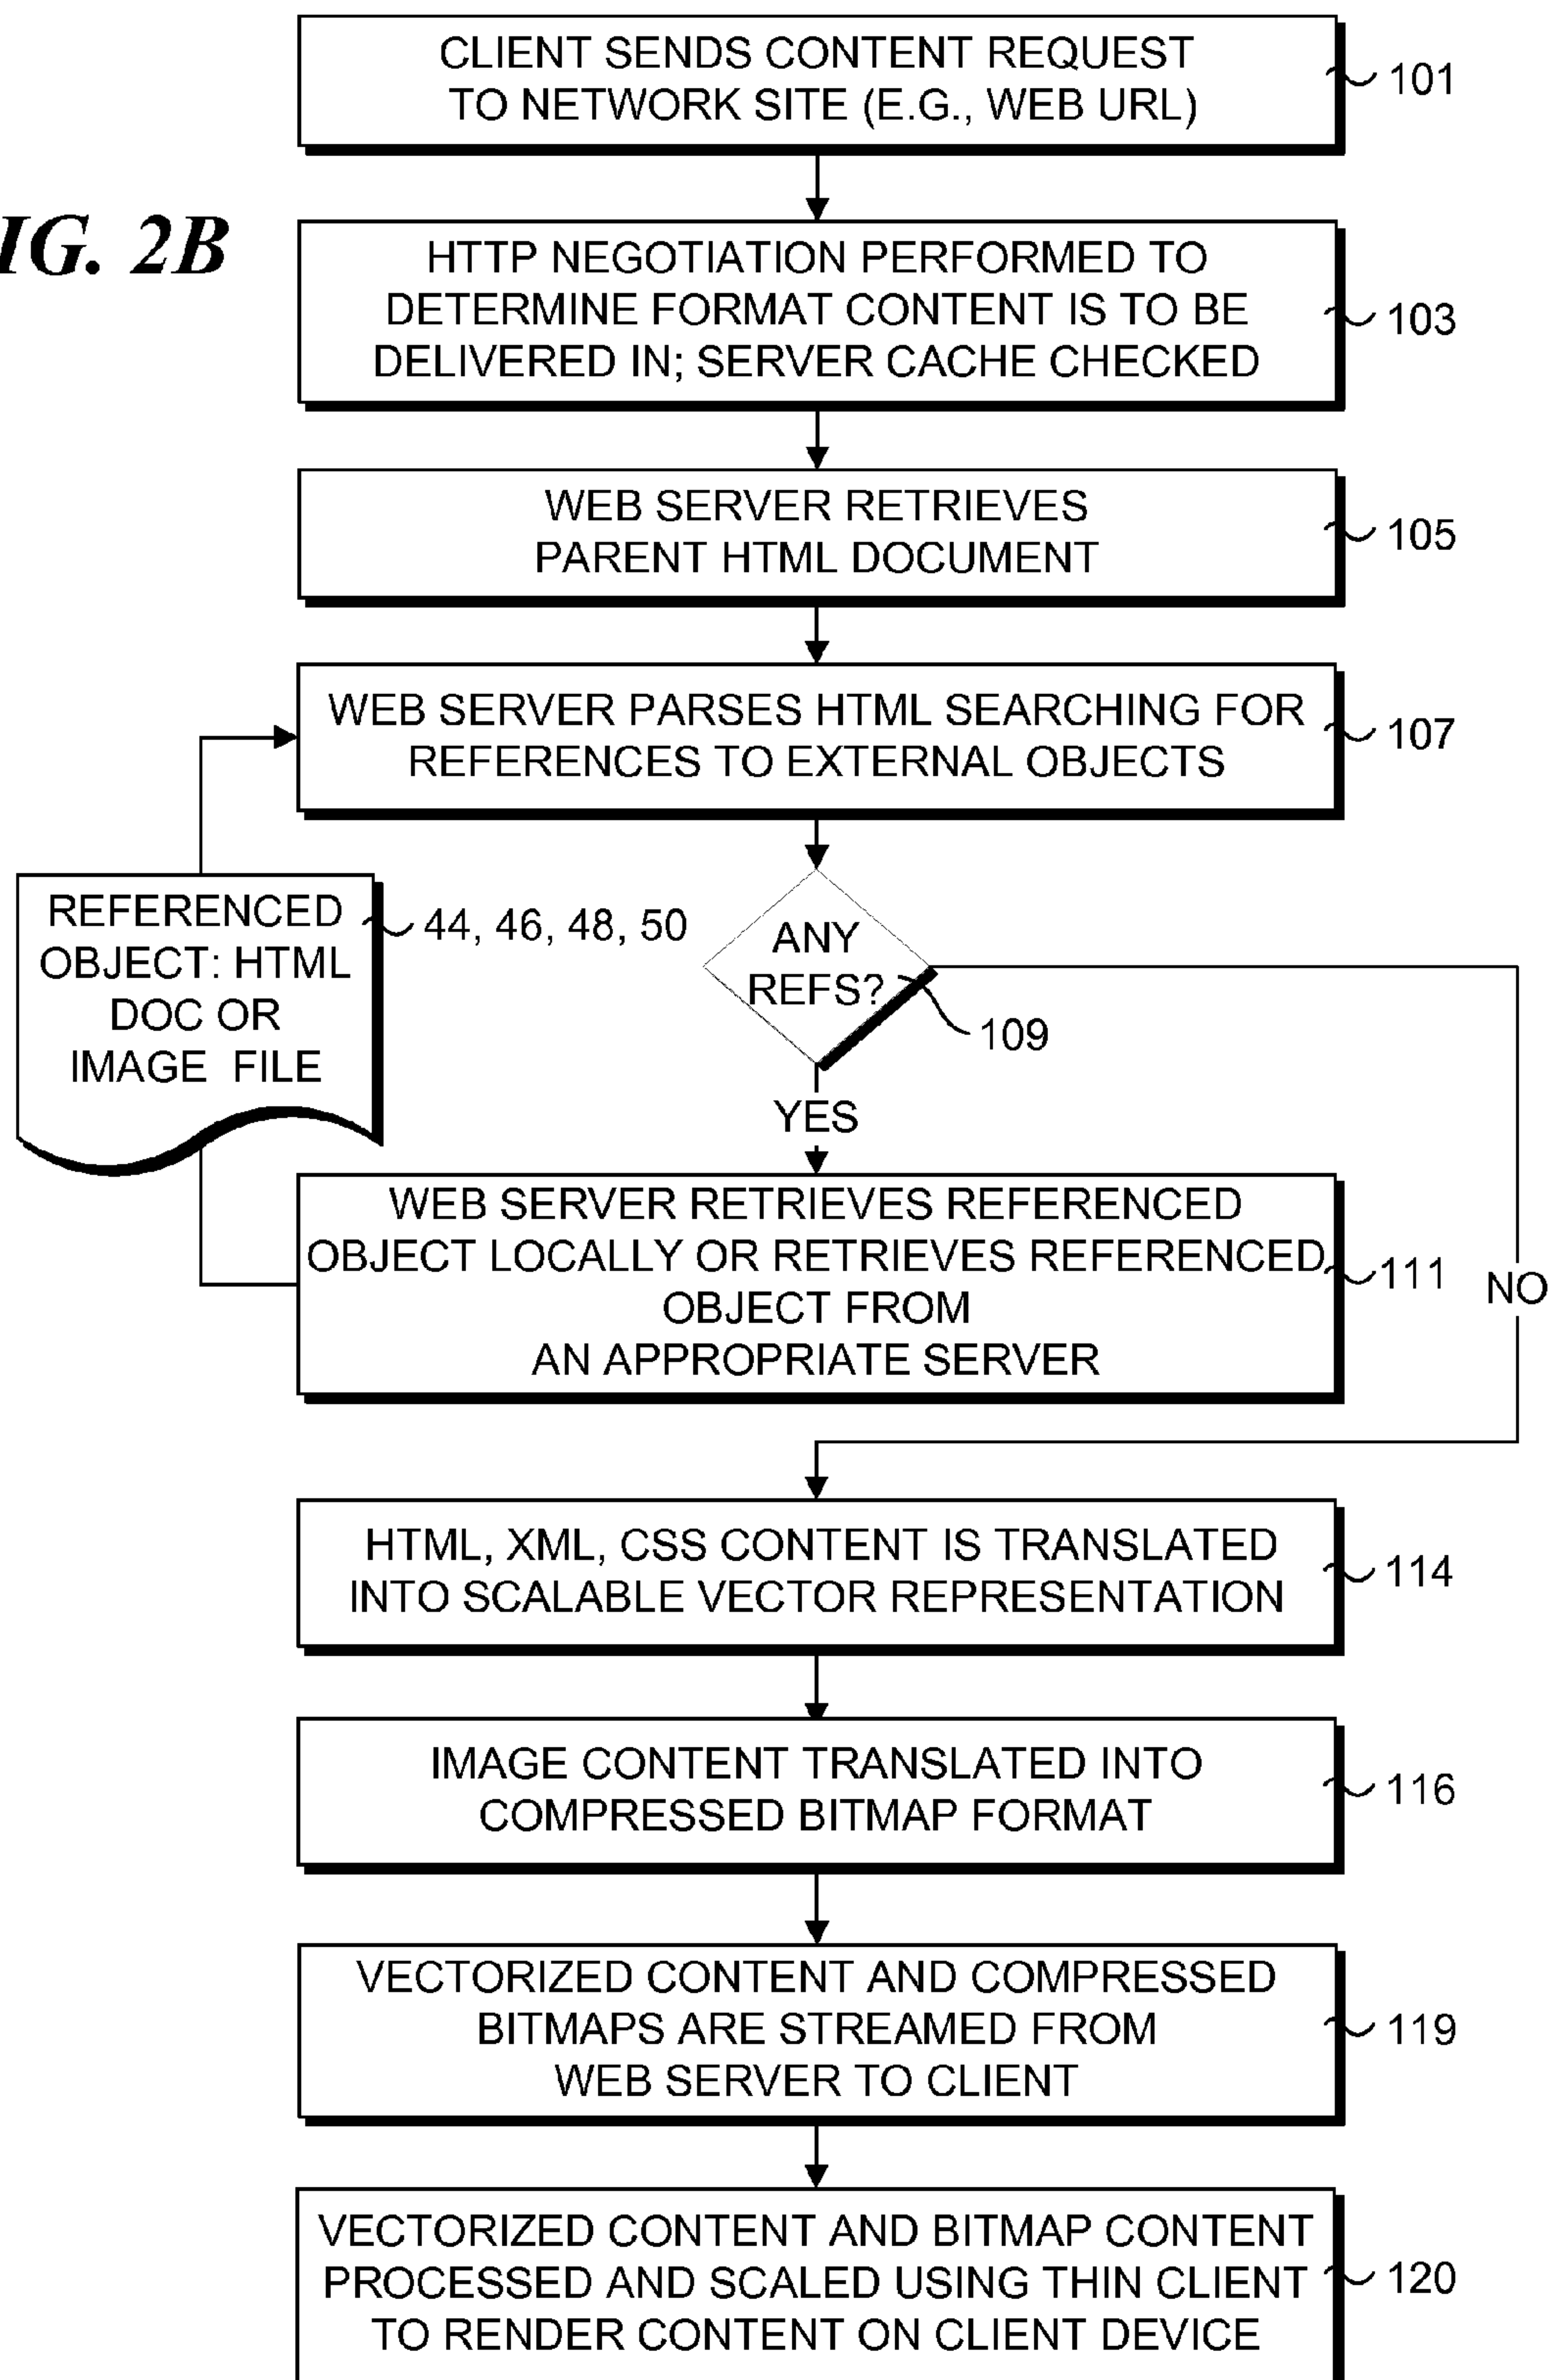 CLIENT SENDS CONTENT REQUEST
TO NETWORK SITE (E.G., WEB URL)
101
IG. 2B
HTTP NEGOTIATION PERFORMED TO
DETERMINE FORMAT CONTENT IS TO BE
DELIVERED IN; SERVER CACHE CHECKED
103
WEB SERVER RETRIEVES
PARENT HTML DOCUMENT
105
WEB SERVER PARSES HTML SEARCHING FOR
REFERENCES TO EXTERNAL OBJECTS
107
REFERENCED
OBJECT: HTML
DOC OR
IMAGE FILE
44, 46, 48, 50
ANY
REFS?
109
YES
WEB SERVER RETRIEVES REFERENCED
OBJECT LOCALLY OR RETRIEVES REFERENCED
OBJECT FROM
AN APPROPRIATE SERVER
111
NO
HTML, XML, CSS CONTENT IS TRANSLATED
INTO SCALABLE VECTOR REPRESENTATION
114
IMAGE CONTENT TRANSLATED INTO
COMPRESSED BITMAP FORMAT
116
VECTORIZED CONTENT AND COMPRESSED
BITMAPS ARE STREAMED FROM
WEB SERVER TO CLIENT
119
VECTORIZED CONTENT AND BITMAP CONTENT
PROCESSED AND SCALED USING THIN CLIENT
TO RENDER CONTENT ON CLIENT DEVICE
120